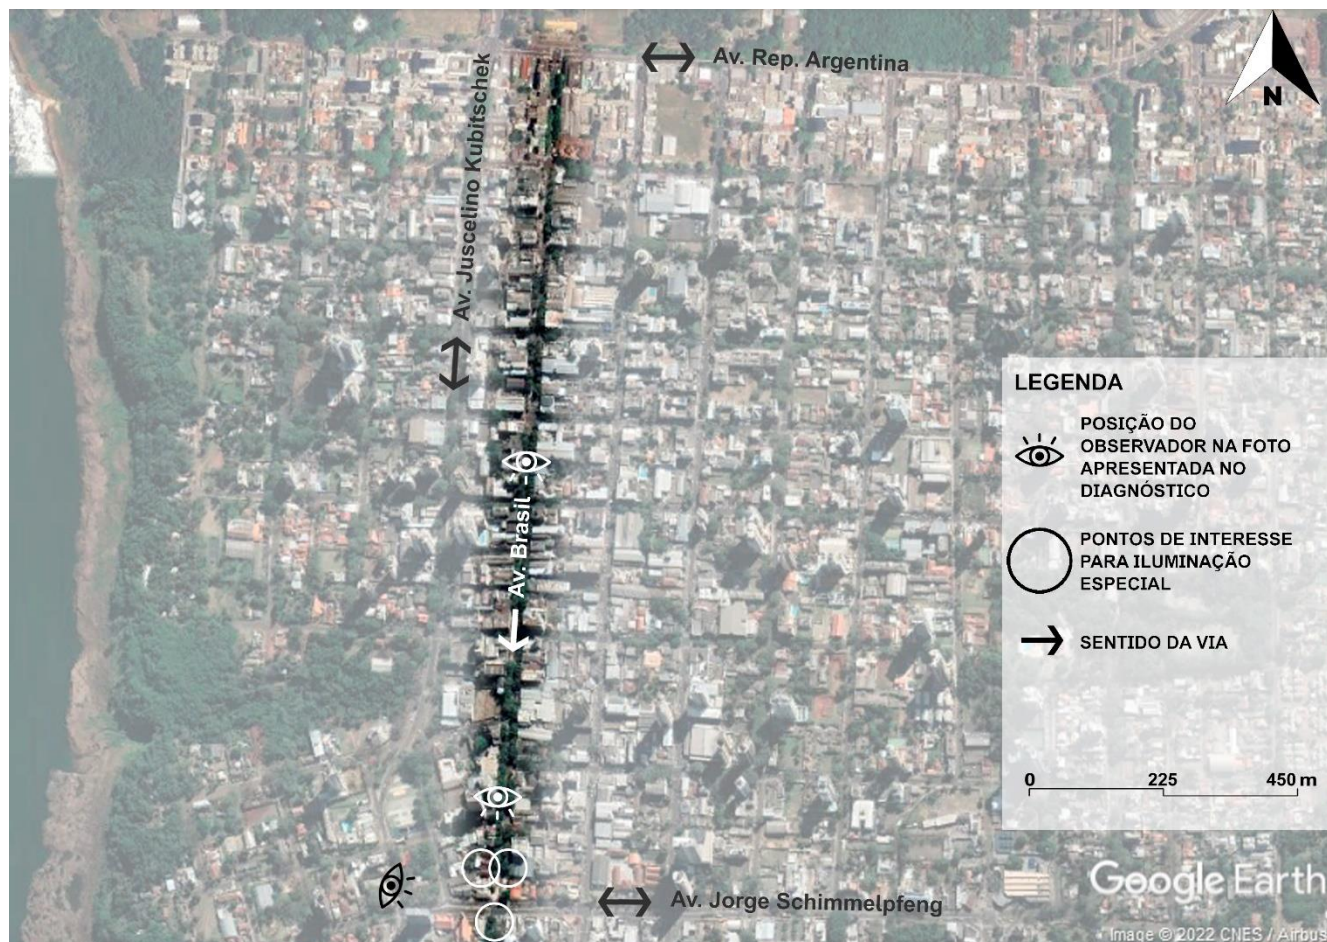 Av. Rep. Argentina
N
Av. Juscelino Kubitschek
LEGENDA
POSIÇÃO DO
OBSERVADOR NA FOTO
APRESENTADA NO
DIAGNÓSTICO
Av. Brasil
PONTOS DE INTERESSE
PARA ILUMINAÇÃO
ESPECIAL
SENTIDO DA VIA
0 225 450 m
Av. Jorge Schimmelpfeng
Google Earth
Image © 2022 CNES / Airbus